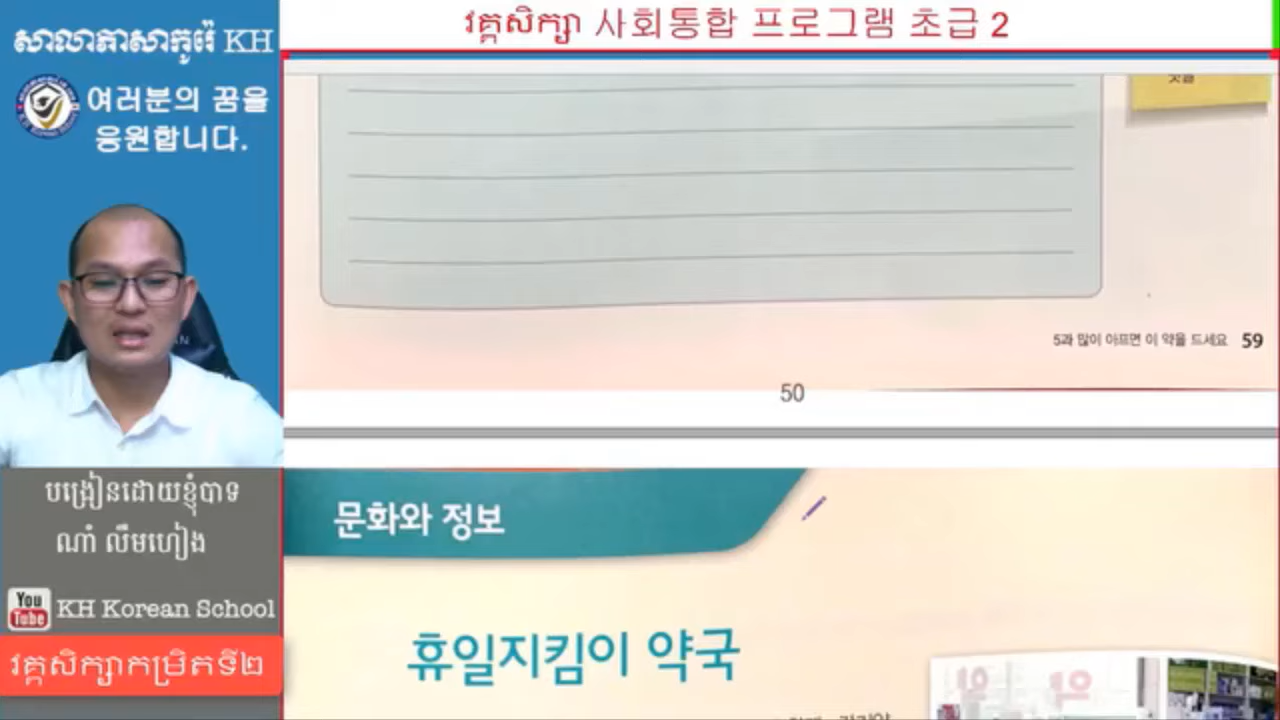 សាលាភាសាកូរ៉េ KH
여러분의 꿈을
응원합니다.
បង្រៀនដោយខ្ញុំបាទ
ណាំ លឹមហៀង
You
Tube
KH Korean School
វគ្គសិក្សាកម្រិតទី២
វគ្គសិក្សា 사회통합 프로그램 초급 2
5과 많이 아프면 이 약을 드세요 59
50
문화와 정보
휴일지킴이 약국